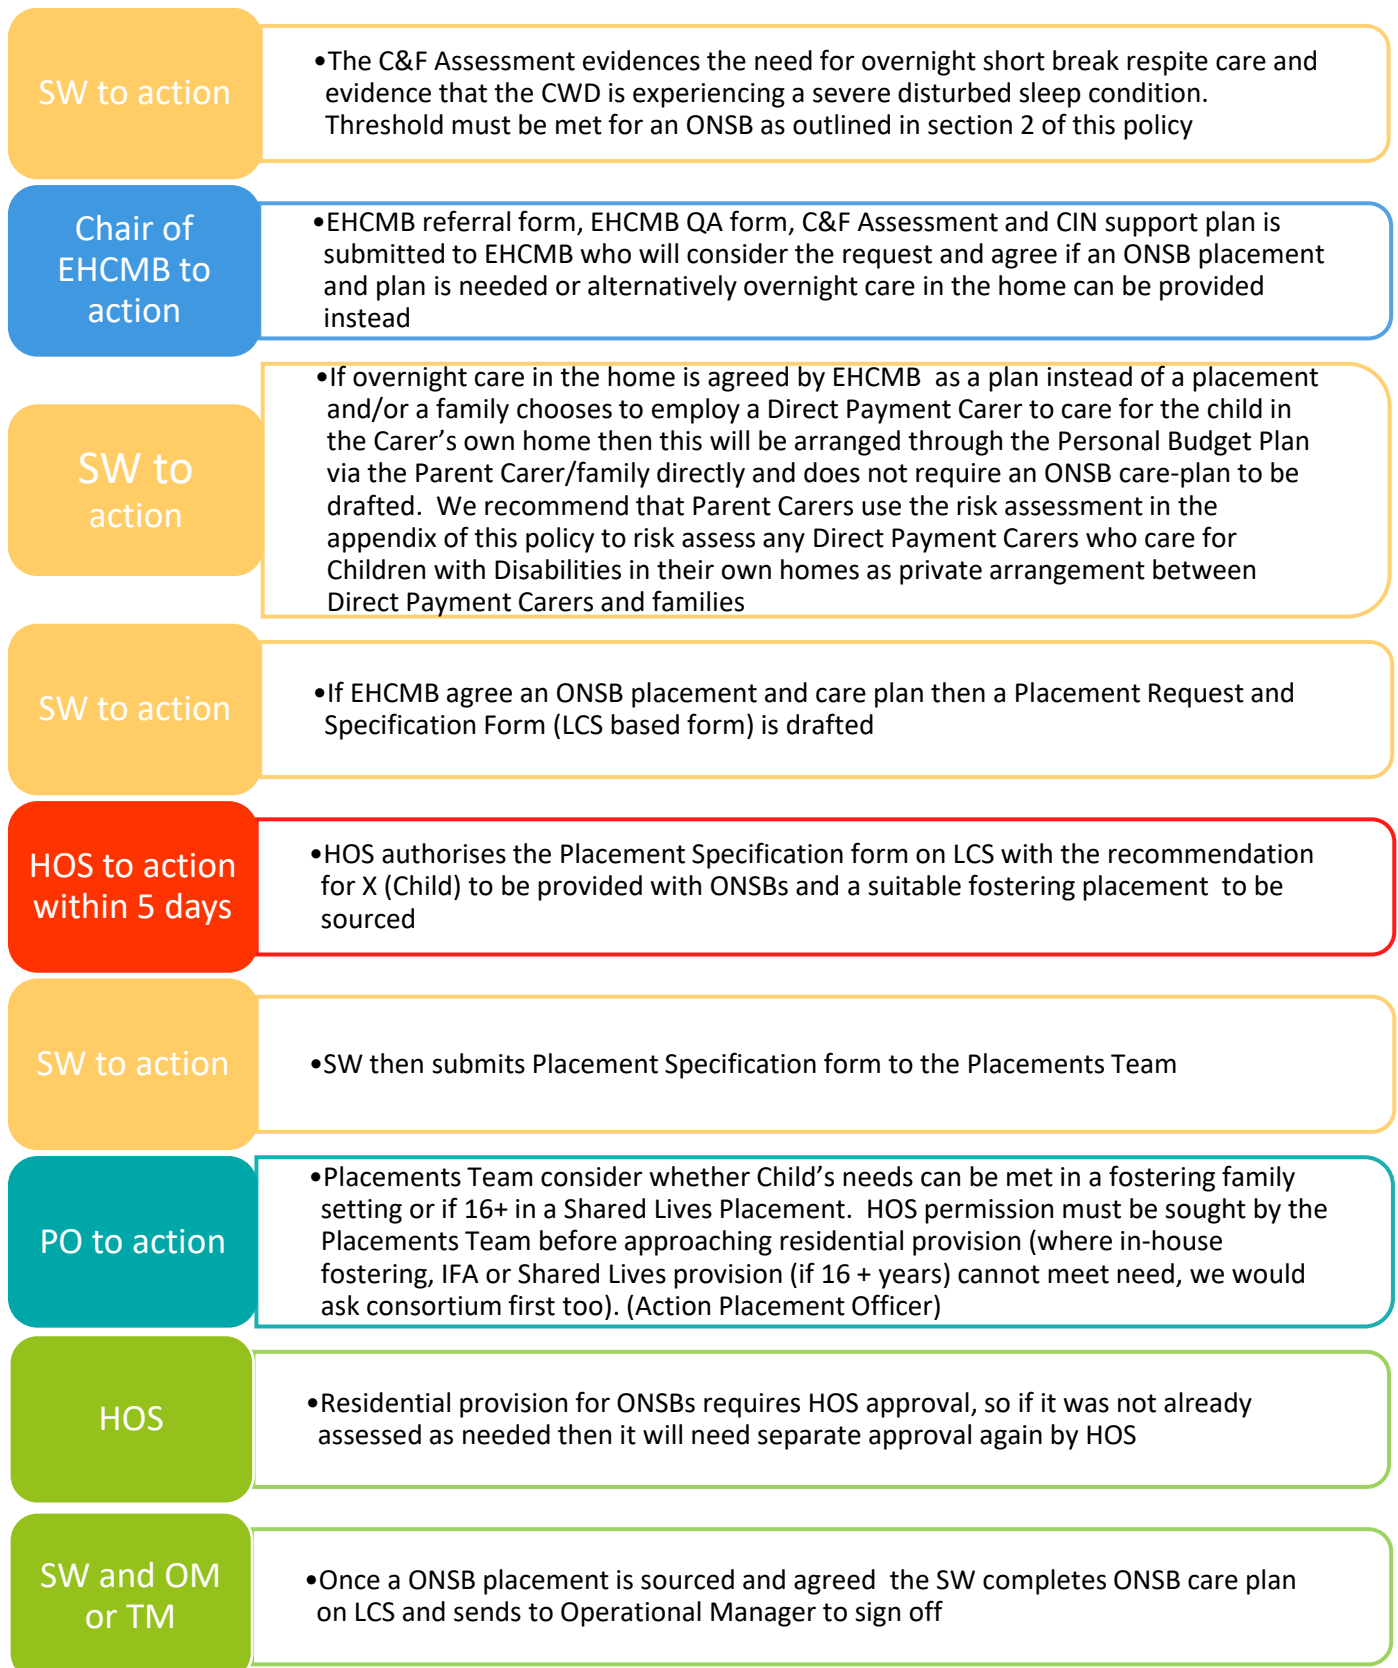 SW to action
•The C&F Assessment evidences the need for overnight short break respite care and
evidence that the CWD is experiencing a severe disturbed sleep condition.
Threshold must be met for an ONSB as outlined in section 2 of this policy
Chair of
EHCMB to
action
•EHCMB referral form, EHCMB QA form, C&F Assessment and CIN support plan is
submitted to EHCMB who will consider the request and agree if an ONSB placement
and plan is needed or alternatively overnight care in the home can be provided
instead
SW to
action
•If overnight care in the home is agreed by EHCMB as a plan instead of a placement
and/or a family chooses to employ a Direct Payment Carer to care for the child in
the Carer’s own home then this will be arranged through the Personal Budget Plan
via the Parent Carer/family directly and does not require an ONSB care-plan to be
drafted. We recommend that Parent Carers use the risk assessment in the
appendix of this policy to risk assess any Direct Payment Carers who care for
Children with Disabilities in their own homes as private arrangement between
Direct Payment Carers and families
SW to action
•If EHCMB agree an ONSB placement and care plan then a Placement Request and
Specification Form (LCS based form) is drafted
HOS to action
within 5 days
•HOS authorises the Placement Specification form on LCS with the recommendation
for X (Child) to be provided with ONSBs and a suitable fostering placement to be
sourced
SW to action
•SW then submits Placement Specification form to the Placements Team
PO to action
•Placements Team consider whether Child’s needs can be met in a fostering family
setting or if 16+ in a Shared Lives Placement. HOS permission must be sought by the
Placements Team before approaching residential provision (where in-house
fostering, IFA or Shared Lives provision (if 16 + years) cannot meet need, we would
ask consortium first too). (Action Placement Officer)
HOS
•Residential provision for ONSBs requires HOS approval, so if it was not already
assessed as needed then it will need separate approval again by HOS
SW and OM
or TM
•Once a ONSB placement is sourced and agreed the SW completes ONSB care plan
on LCS and sends to Operational Manager to sign off